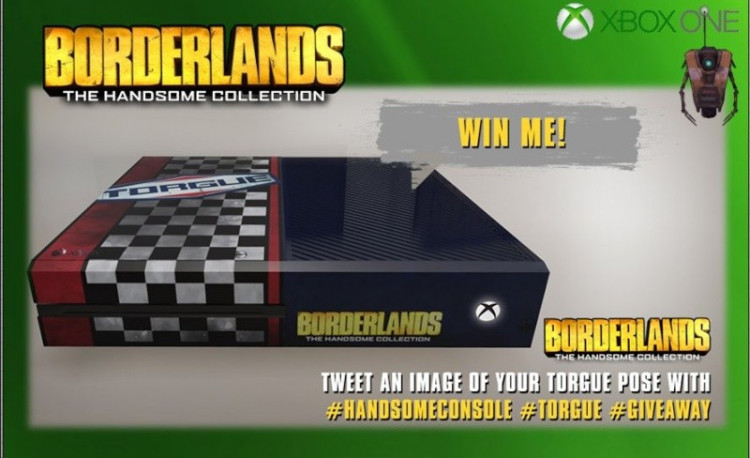 BORDERLANDS
THE HANDSOME COLLECTION
XBOX ONE
WIN ME!
TORGUE
BORDERLANDS
THE HANDSOME COLLECTION
BORDERLANDS
THE HANDSOME COLLECTION
TWEET AN IMAGE OF YOUR TORGUE POSE WITH
#HANDSOMECONSOLE #TORGUE #GIVEAWAY